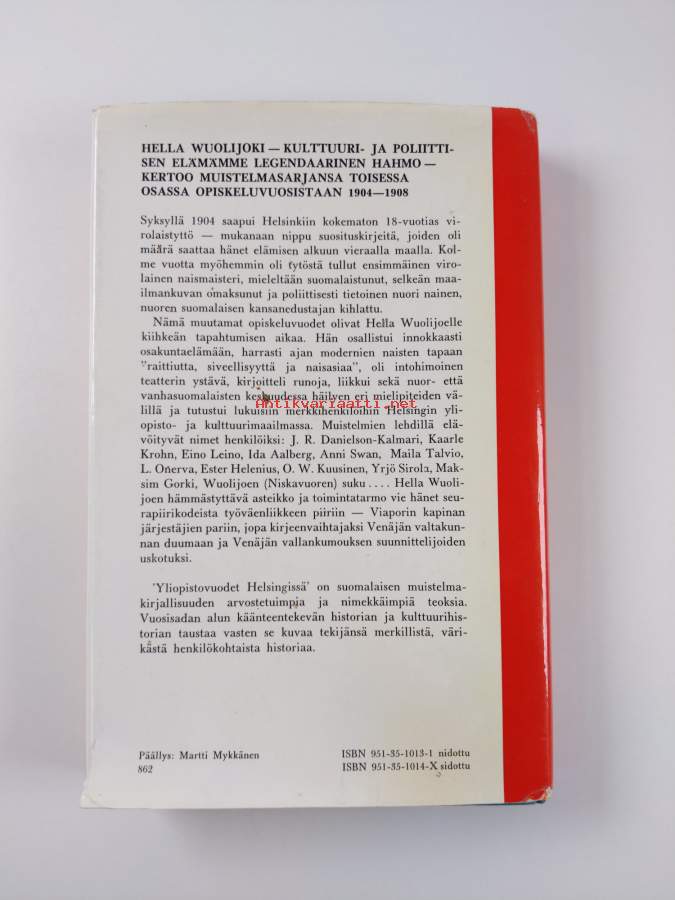 HELLA WUOLIJOKI — KULTTUURI- JA POLIITTI-
SEN ELÄMÄMME LEGENDAARINEN HAHMO —
KERTOO MUISTELMASARJANSA TOISESSA
OSASSA OPISKELUVUOSISTAAN 1904—1908
Syksyllä 1904 saapui Helsinkiin kokematon 18-vuotias vi-
rolaistyttö — mukanaan nippu suosituskirjeitä, joiden oli
määrä saattaa hänet elämisen alkuun vieraalla maalla. Kol-
me vuotta myöhemmin oli tytöstä tullut ensimmäinen viro-
lainen naismaisteri, mieleltään suomalaistunut, selkeän maa-
ilmankuvan omaksunut ja poliittisesti tietoinen nuori nainen,
nuoren suomalaisen kansanedustajan kihlattu.
Nämä muutamat opiskeluvuodet olivat Hella Wuolijoelle
kiihkeän tapahtumisen aikaa. Hän osallistui innokkaasti
osakuntaelämään, harrasti ajan modernien naisten tapaan
"raittiutta, siveellisyyttä ja naisasiaa", oli intohimoinen
teatterin ystävä, kirjoitteli runoja, liikkui sekä nuor- että
vanhasuomalaisten keskuudessa häilyen eri mielipiteiden vä-
lillä ja tutustui lukuisiin merkkihenkilöihin Helsingin yli-
opisto- ja kulttuurimaailmassa. Muistelmien lehdillä elä-
vöityvät nimet henkilöiksi: J. R. Danielson-Kalmari, Kaarle
Krohn, Eino Leino, Ida Aalberg, Anni Swan, Maila Talvio,
L. Onerva, Ester Helenius, O. W. Kuusinen, Yrjö Sirola, Mak-
sim Gorki, Wuolijoen (Niskavuoren) suku .... Hella Wuoli-
joen hämmästyttävä asteikko ja toimintatarmo vie hänet seu-
rapiirikodeista työväenliikkeen piiriin — Viaporin kapinan
järjestäjien pariin, jopa kirjeenvaihtajaksi Venäjän valtakun-
nan duumaan ja Venäjän vallankumouksen suunnittelijoiden
uskotuksi.
'Yliopistovuodet Helsingissä' on suomalaisen muistelma-
kirjallisuuden arvostetuimpia ja nimekkäimpiä teoksia.
Vuosisadan alun käänteentekevän historian ja kulttuurihis-
torian taustaa vasten se kuvaa tekijänsä merkillistä, väri-
kästä henkilökohtaista historiaa.
Antikvariaatti.net
Päällys: Martti Mykkänen
862
ISBN 951-35-1013-1 nidottu
ISBN 951-35-1014-X sidottu